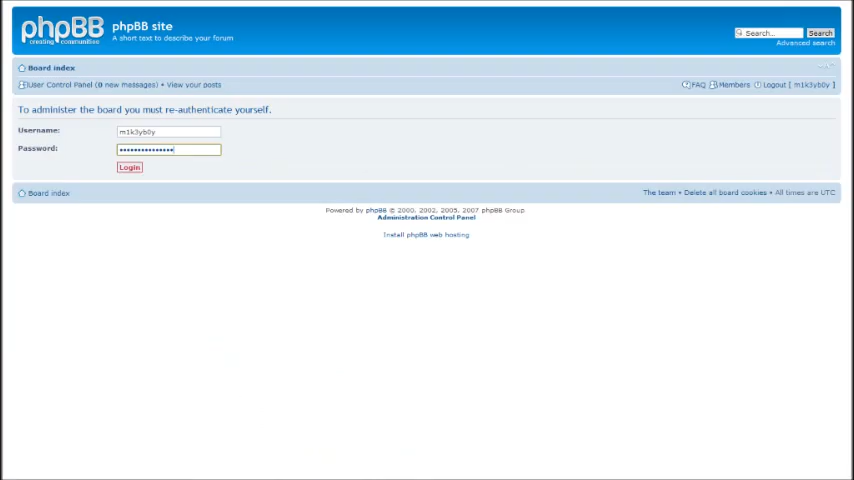 phpBB
creating communities
phpBB site
A short text to describe your forum
Search...
Search
Advanced search
Board index
User Control Panel (0 new messages) • View your posts
FAQ Members Logout [ m1k3yb0y ]
To administer the board you must re-authenticate yourself.
Username: m1k3yb0y
Password: •••••••••••••••
Login
Board index
The team • Delete all board cookies • All times are UTC
Powered by phpBB © 2000, 2002, 2005, 2007 phpBB Group
Administration Control Panel
Install phpBB web hosting